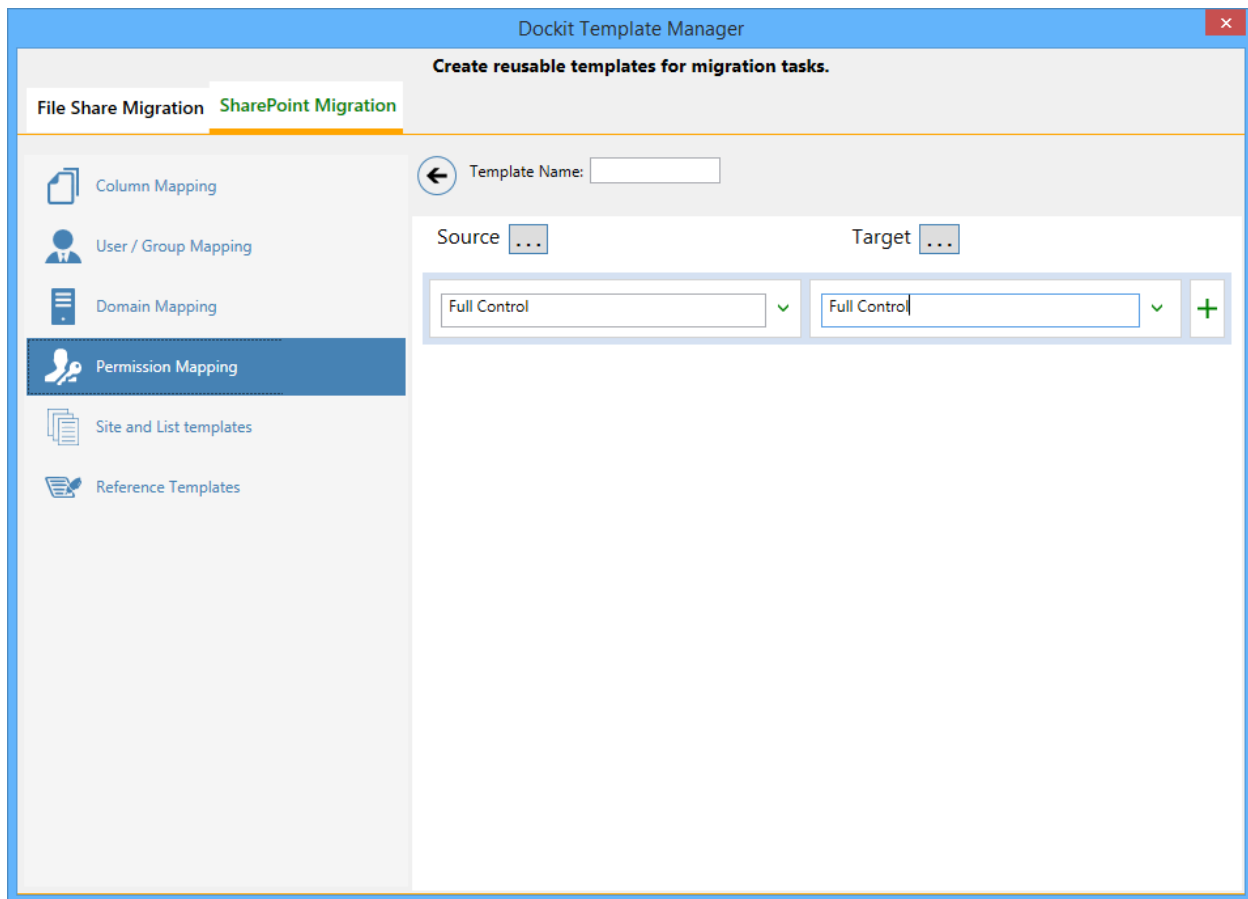 Dockit Template Manager
Create reusable templates for migration tasks.
File Share Migration
SharePoint Migration
Column Mapping
User / Group Mapping
Domain Mapping
Permission Mapping
Site and List templates
Reference Templates
Template Name:
Source ...
Target ...
Full Control
Full Control